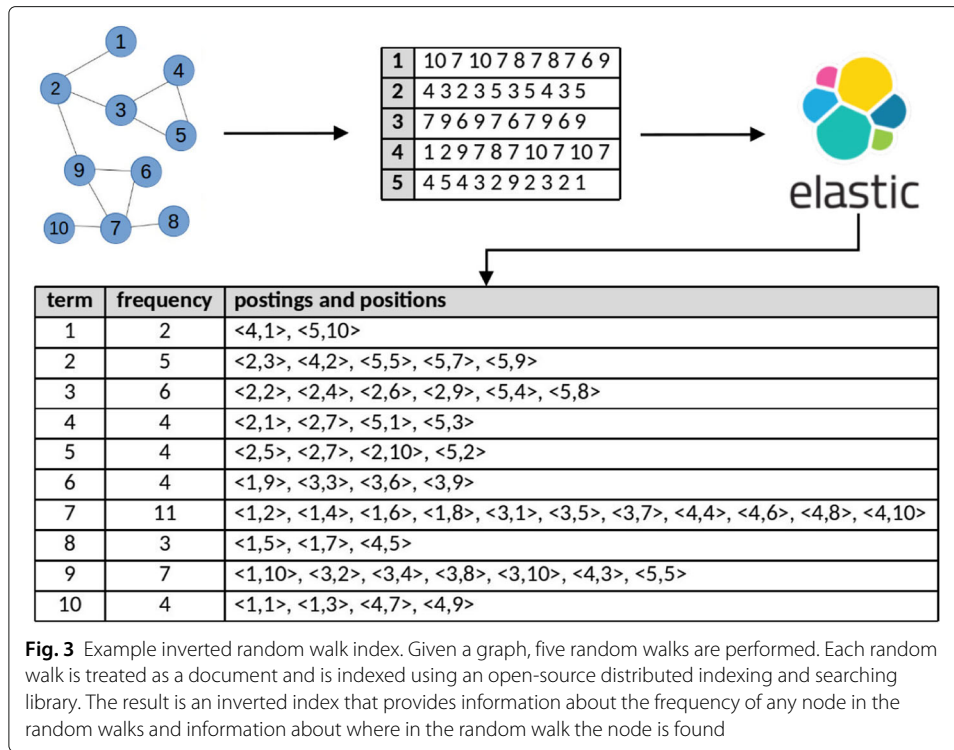 1
4
2
3
5
9
6
10
7
8
1 10 7 10 7 8 7 8 7 6 9
2 4 3 2 3 5 3 5 4 3 5
3 7 9 6 9 7 6 7 9 6 9
4 1 2 9 7 8 7 10 7 10 7
5 4 5 4 3 2 9 2 3 2 1
elastic
term frequency postings and positions
1 2 <4,1>, <5,10>
2 5 <2,3>, <4,2>, <5,5>, <5,7>, <5,9>
3 6 <2,2>, <2,4>, <2,6>, <2,9>, <5,4>, <5,8>
4 4 <2,1>, <2,7>, <5,1>, <5,3>
5 4 <2,5>, <2,7>, <2,10>, <5,2>
6 4 <1,9>, <3,3>, <3,6>, <3,9>
7 11 <1,2>, <1,4>, <1,6>, <1,8>, <3,1>, <3,5>, <3,7>, <4,4>, <4,6>, <4,8>, <4,10>
8 3 <1,5>, <1,7>, <4,5>
9 7 <1,10>, <3,2>, <3,4>, <3,8>, <3,10>, <4,3>, <5,5>
10 4 <1,1>, <1,3>, <4,7>, <4,9>
Fig. 3 Example inverted random walk index. Given a graph, five random walks are performed. Each random
walk is treated as a document and is indexed using an open-source distributed indexing and searching
library. The result is an inverted index that provides information about the frequency of any node in the
random walks and information about where in the random walk the node is found